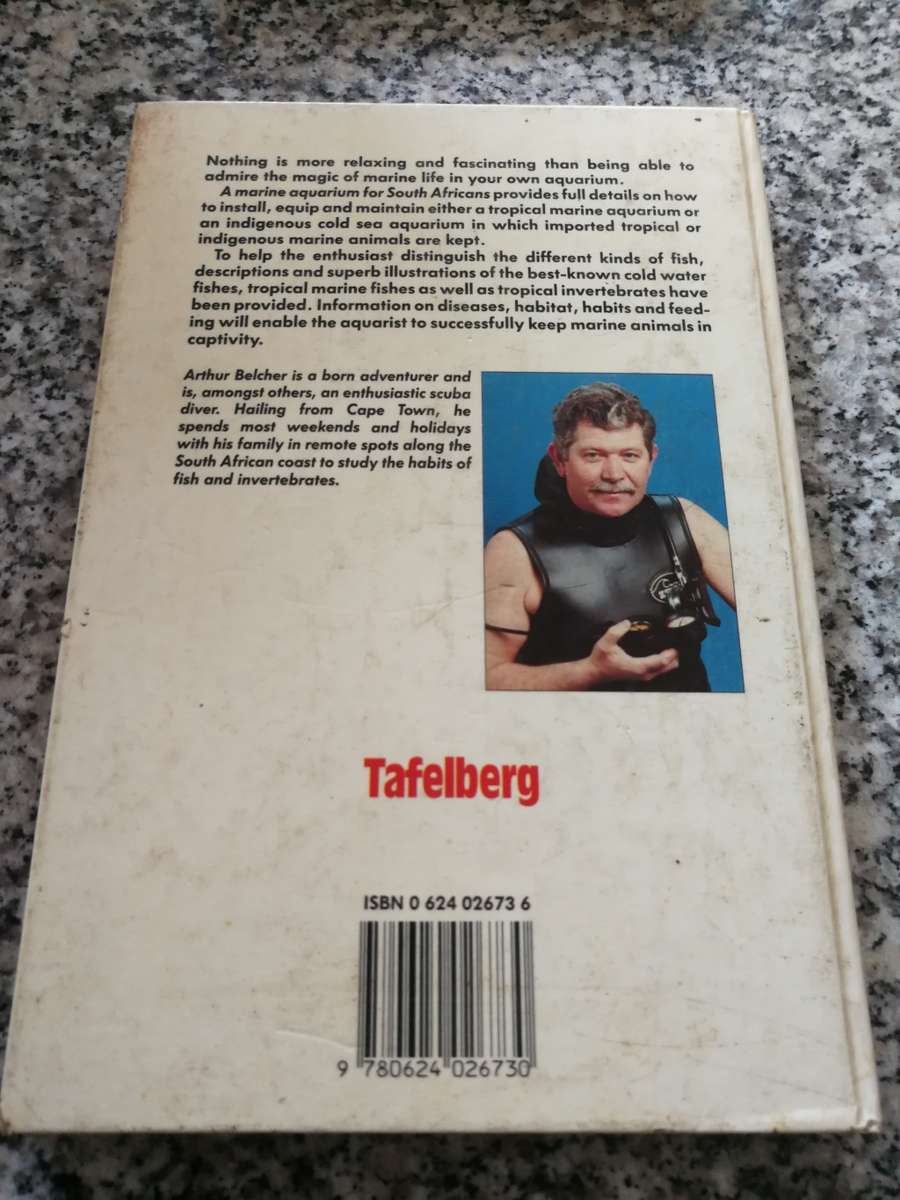 Nothing is more relaxing and fascinating than being able to
admire the magic of marine life in your own aquarium.
A marine aquarium for South Africans provides full details on how
to install, equip and maintain either a tropical marine aquarium or
an indigenous cold sea aquarium in which imported tropical or
indigenous marine animals are kept.
To help the enthusiast distinguish the different kinds of fish,
descriptions and superb illustrations of the best-known cold water
fishes, tropical marine fishes as well as tropical invertebrates have
been provided. Information on diseases, habitat, habits and feed-
ing will enable the aquarist to successfully keep marine animals in
captivity.
Arthur Belcher is a born adventurer and
is, amongst others, an enthusiastic scuba
diver. Hailing from Cape Town, he
spends most weekends and holidays
with his family in remote spots along the
South African coast to study the habits of
fish and invertebrates.
Tafelberg
ISBN 0 624 02673 6
9 780624 026730